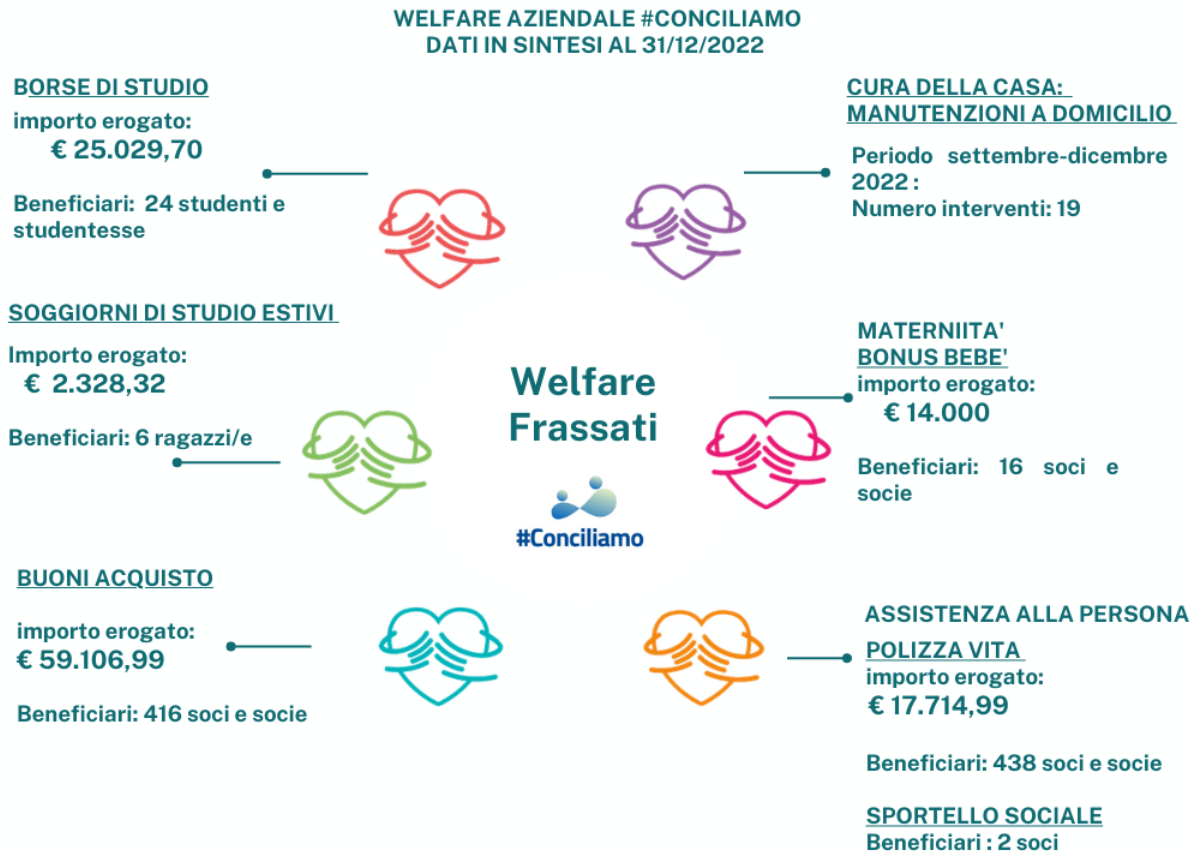 WELFARE AZIENDALE #CONCILIAMO
DATI IN SINTESI AL 31/12/2022
BORSE DI STUDIO
importo erogato:
€ 25.029,70
Beneficiari: 24 studenti e
studentesse
CURA DELLA CASA:
MANUTENZIONI A DOMICILIO
Periodo settembre-dicembre
2022 :
Numero interventi: 19
SOGGIORNI DI STUDIO ESTIVI
Importo erogato:
€ 2.328,32
Beneficiari: 6 ragazzi/e
Welfare
Frassati
#Conciliamo
MATERNIITA'
BONUS BEBE'
importo erogato:
€ 14.000
Beneficiari: 16 soci e
socie
BUONI ACQUISTO
importo erogato:
€ 59.106,99
Beneficiari: 416 soci e socie
ASSISTENZA ALLA PERSONA
POLIZZA VITA
importo erogato:
€ 17.714,99
Beneficiari: 438 soci e socie
SPORTELLO SOCIALE
Beneficiari : 2 soci